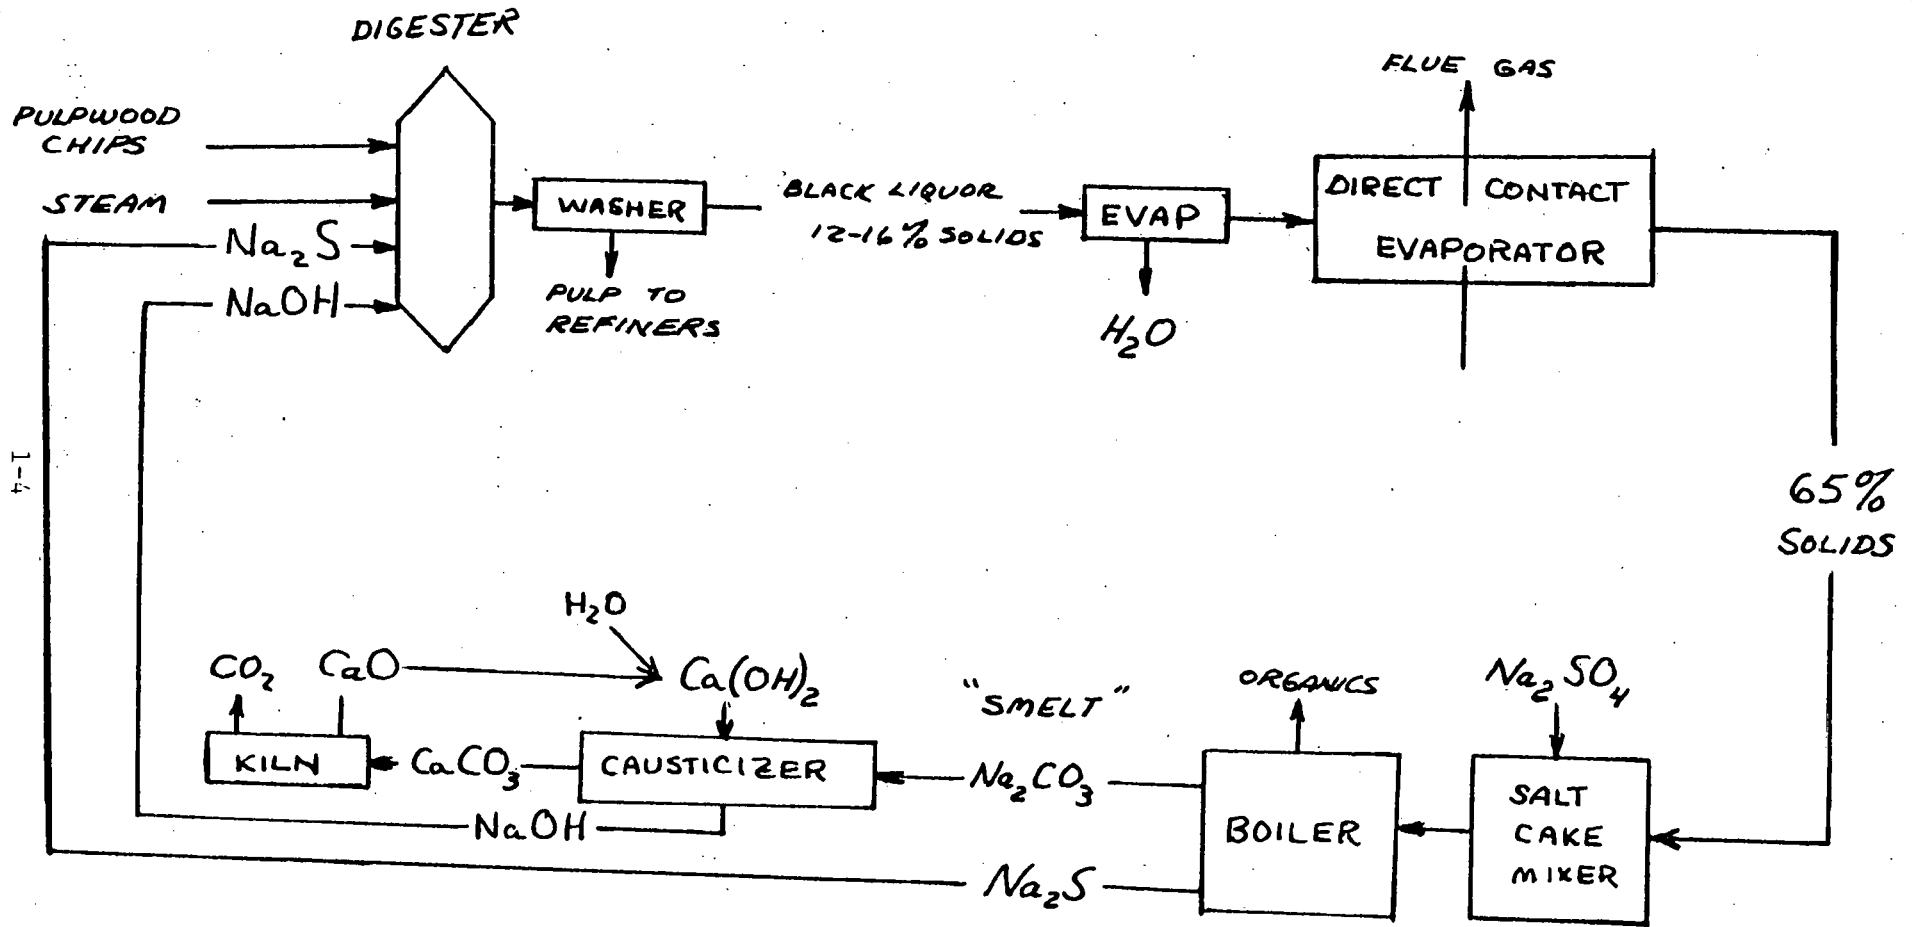 DIGESTER
FLUE GAS
PULPWOOD
CHIPS
STEAM
Na₂S
NaOH
WASHER
PULP TO
REFINERS
BLACK LIQUOR
12-16% SOLIDS
EVAP
H₂O
DIRECT CONTACT
EVAPORATOR
65%
SOLIDS
1-4
H₂O
CO₂
CaO
Ca(OH)₂
"SMELT"
ORGANICS
Na₂SO₄
KILN
CaCO₃
CAUSTICIZER
Na₂CO₃
BOILER
SALT
CAKE
MIXER
NaOH
Na₂S